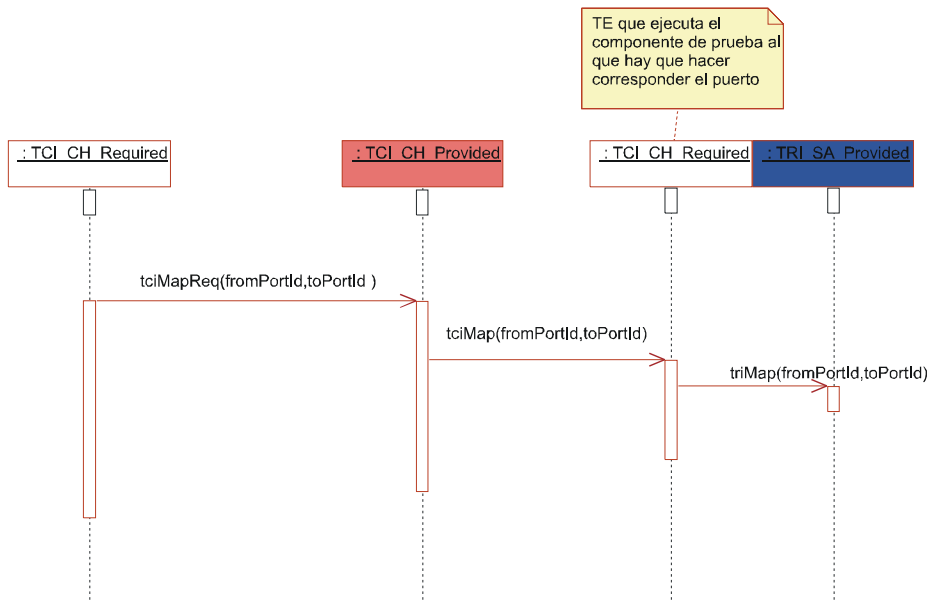 TE que ejecuta el
componente de prueba al
que hay que hacer
corresponder el puerto
: TCI_CH_Required
: TCI_CH_Provided
: TCI_CH_Required
: TRI_SA_Provided
tciMapReq(fromPortId,toPortId )
tciMap(fromPortId,toPortId)
triMap(fromPortId,toPortId)